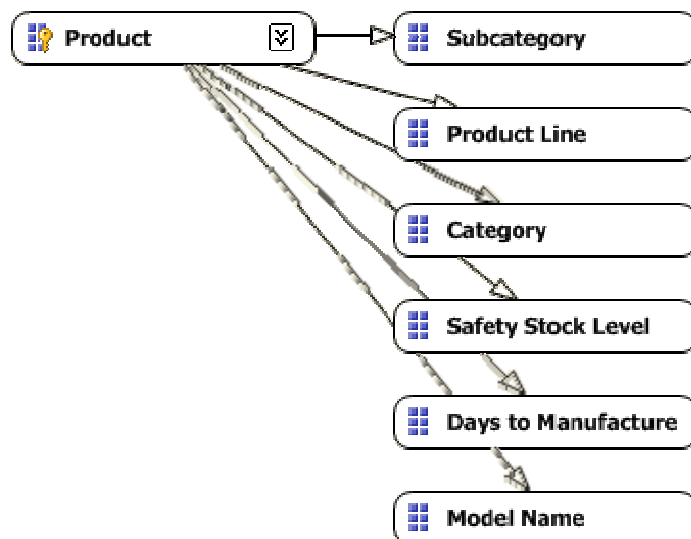 Product
Subcategory
Product Line
Category
Safety Stock Level
Days to Manufacture
Model Name